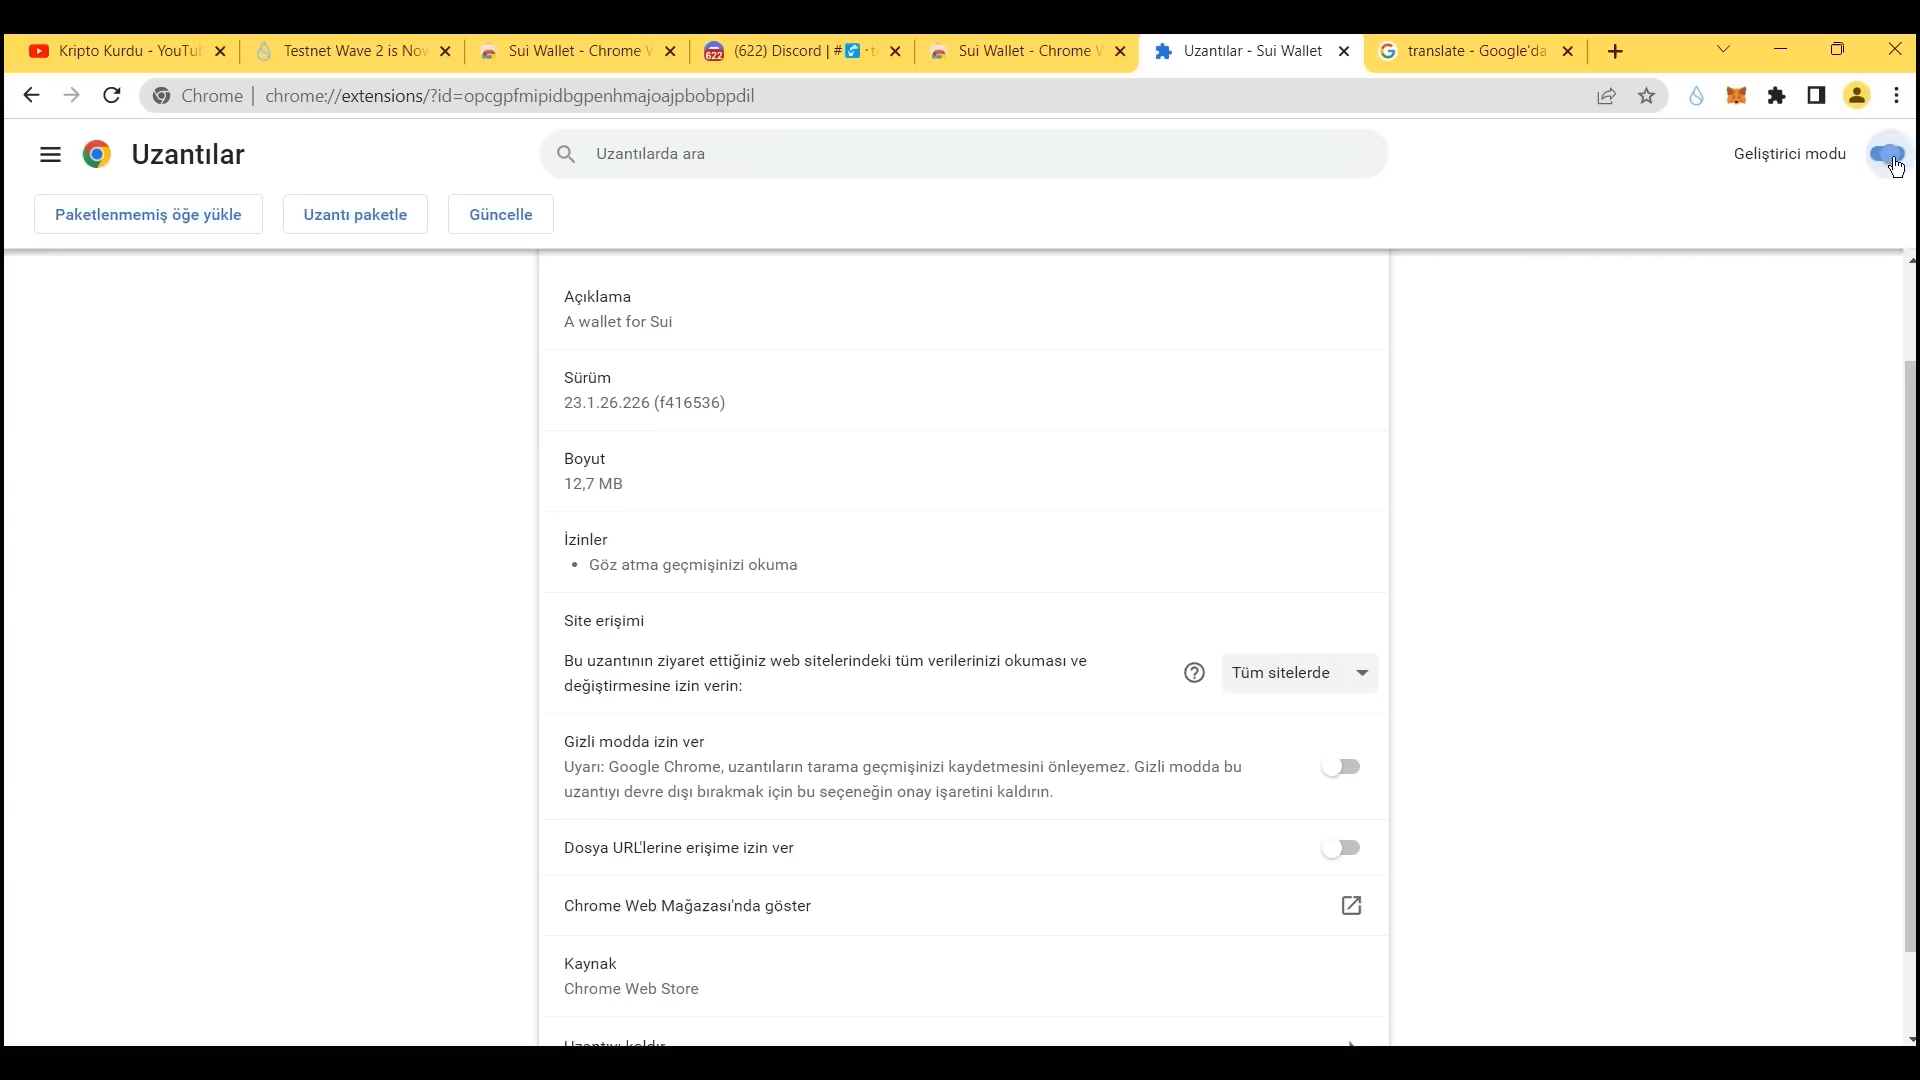 Kripto Kurdu - YouTu
Testnet Wave 2 is Now
Sui Wallet - Chrome W
(622) Discord | #
Sui Wallet - Chrome W
Uzantılar - Sui Wallet
translate - Google'da
Chrome | chrome://extensions/?id=opcgpfmipidbgpenhmajoajpbobppdil
Uzantılar
Uzantılarda ara
Geliştirici modu
Paketlenmemiş öğe yükle
Uzantı paketle
Güncelle
Açıklama
A wallet for Sui
Sürüm
23.1.26.226 (f416536)
Boyut
12,7 MB
İzinler
• Göz atma geçmişinizi okuma
Site erişimi
Bu uzantının ziyaret ettiğiniz web sitelerindeki tüm verilerinizi okuması ve
değiştirmesine izin verin:
Tüm sitelerde
Gizli modda izin ver
Uyarı: Google Chrome, uzantıların tarama geçmişinizi kaydetmesini önleyemez. Gizli modda bu
uzantıyı devre dışı bırakmak için bu seçeneğin onay işaretini kaldırın.
Dosya URL'lerine erişime izin ver
Chrome Web Mağazası'nda göster
Kaynak
Chrome Web Store
Uzantıyı kaldır